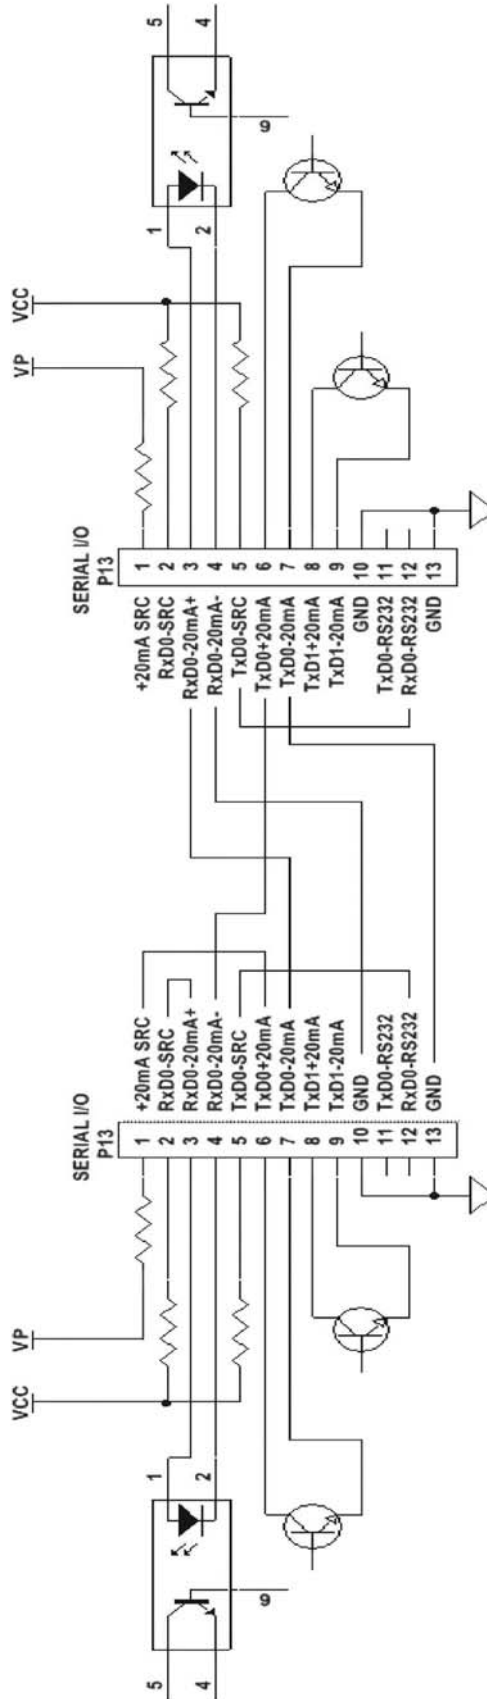 5
4
9
1
2
VCC
VP
SERIAL I/O
P13
1
2
3
4
5
6
7
8
9
10
11
12
13
+20mA SRC
RxD0-SRC
RxD0-20mA+
RxD0-20mA-
TxD0-SRC
TxD0+20mA
TxD0-20mA
TxD1+20mA
TxD1-20mA
GND
TxD0-RS232
RxD0-RS232
GND
+20mA SRC
RxD0-SRC
RxD0-20mA+
RxD0-20mA-
TxD0-SRC
TxD0+20mA
TxD0-20mA
TxD1+20mA
TxD1-20mA
GND
TxD0-RS232
RxD0-RS232
GND
SERIAL I/O
P13
1
2
3
4
5
6
7
8
9
10
11
12
13
VP
VCC
1
2
9
5
4